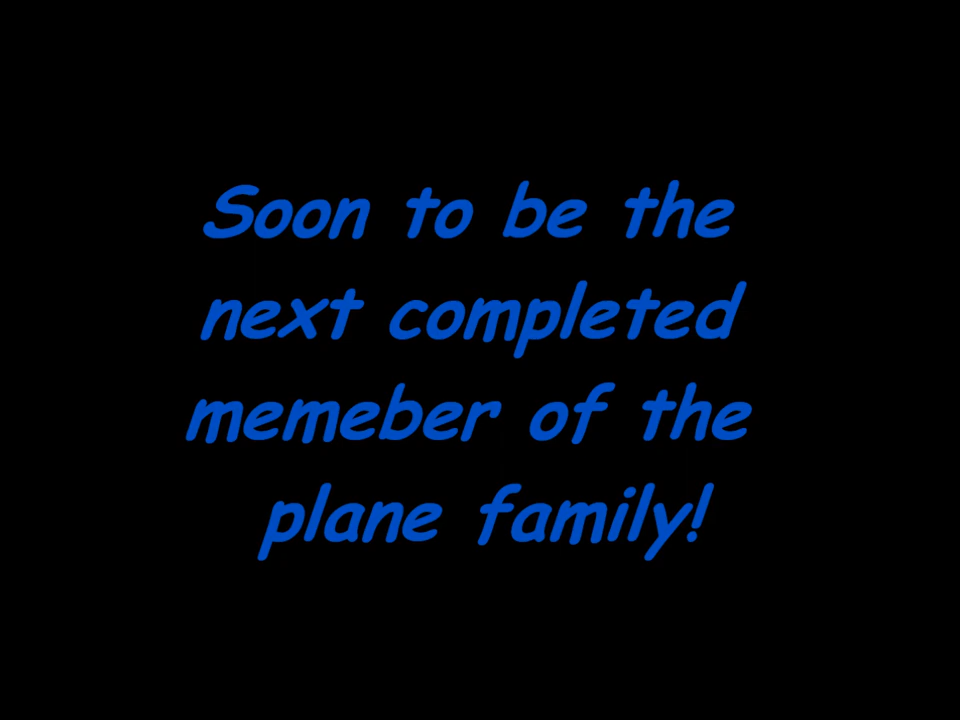 Soon to be the
next completed
memeber of the
plane family!